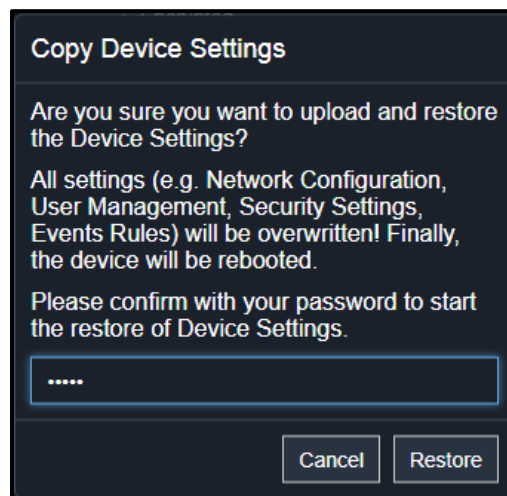 Copy Device Settings
Are you sure you want to upload and restore
the Device Settings?
All settings (e.g. Network Configuration,
User Management, Security Settings,
Events Rules) will be overwritten! Finally,
the device will be rebooted.
Please confirm with your password to start
the restore of Device Settings.
•••••
Cancel Restore